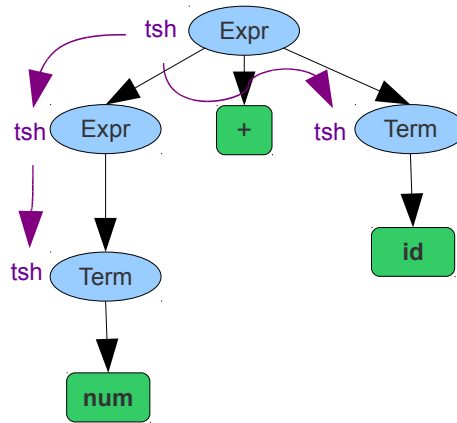 tsh Expr
tsh Expr + tsh Term
id
tsh Term
num